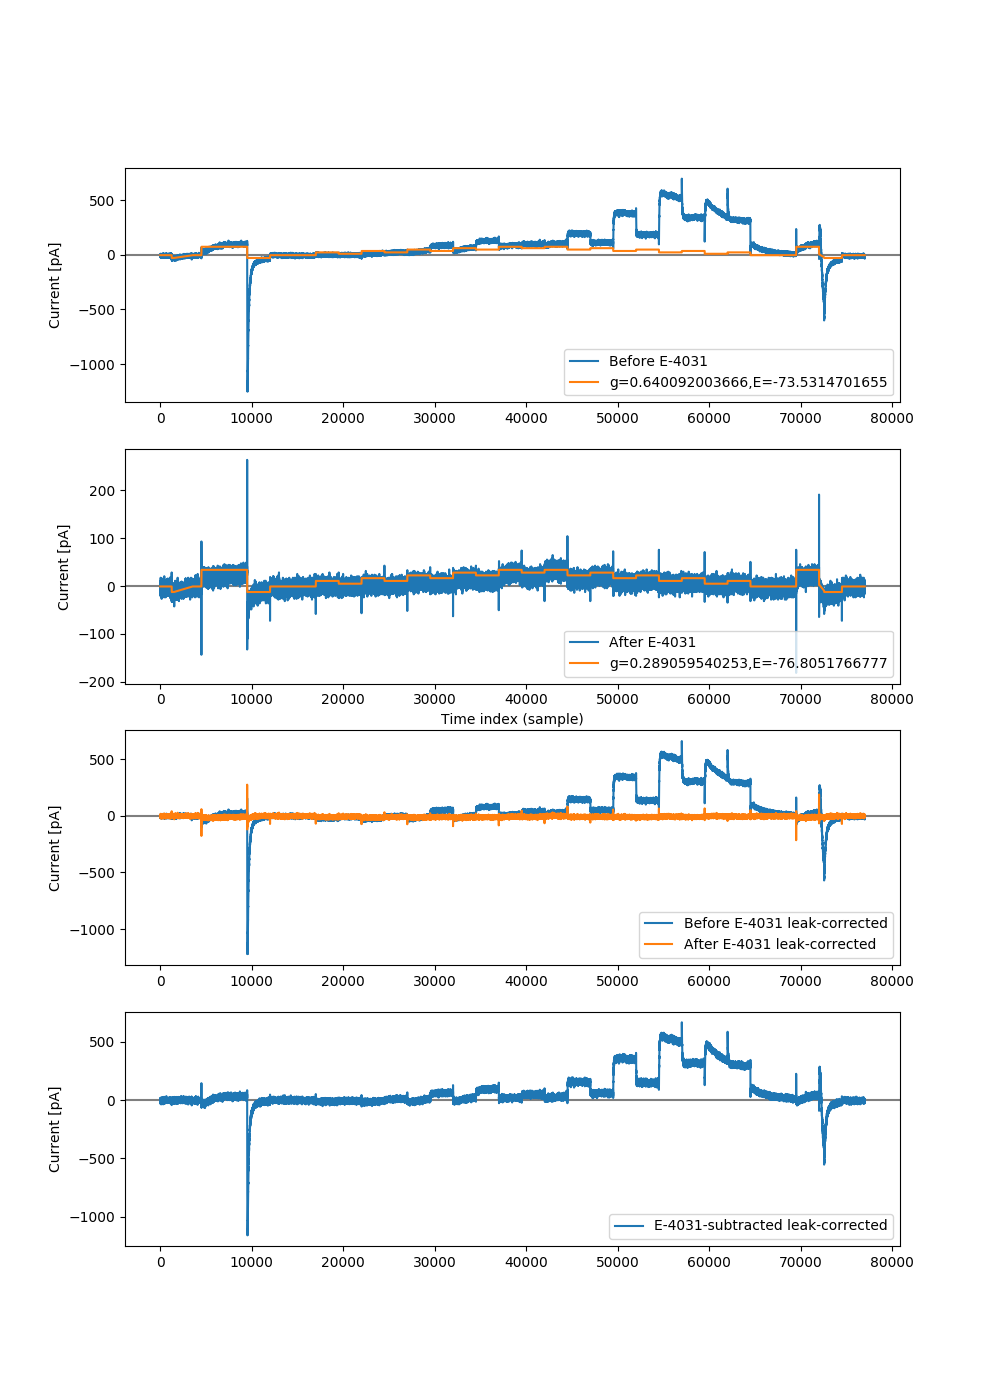 500
0
−500
−1000
Current [pA]
Before E-4031
g=0.640092003666,E=-73.5314701655
0 10000 20000 30000 40000 50000 60000 70000 80000
200
100
0
−100
−200
Current [pA]
After E-4031
g=0.289059540253,E=-76.8051766777
0 10000 20000 30000 40000 50000 60000 70000 80000
Time index (sample)
500
0
−500
−1000
Current [pA]
Before E-4031 leak-corrected
After E-4031 leak-corrected
0 10000 20000 30000 40000 50000 60000 70000 80000
500
0
−500
−1000
Current [pA]
E-4031-subtracted leak-corrected
0 10000 20000 30000 40000 50000 60000 70000 80000